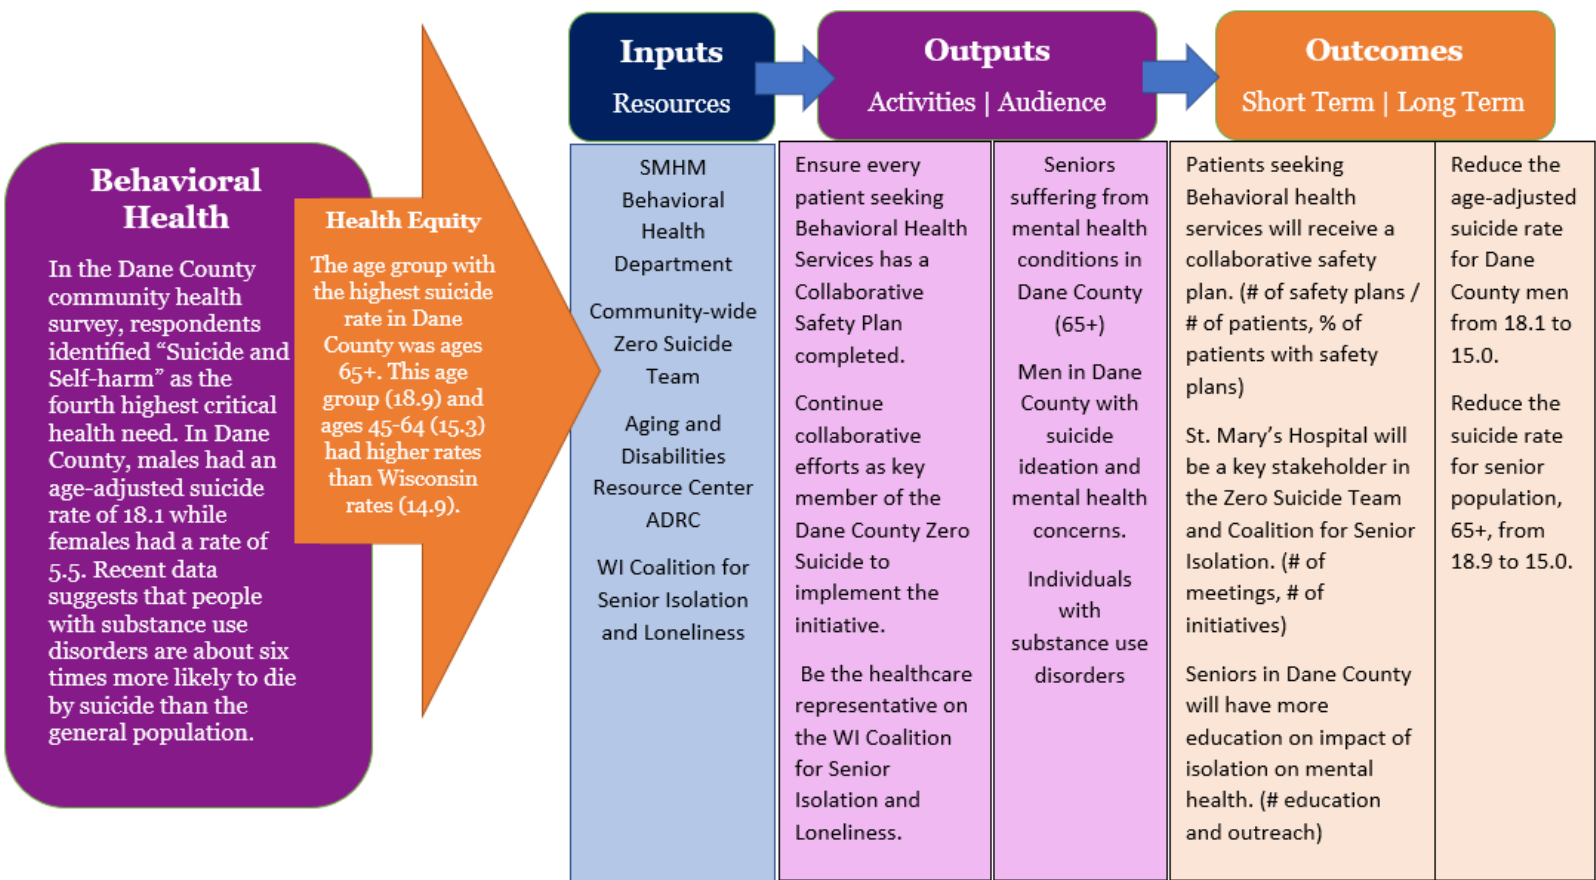 Behavioral
Health
In the Dane County
community health
survey, respondents
identified “Suicide and
Self-harm” as the
fourth highest critical
health need. In Dane
County, males had an
age-adjusted suicide
rate of 18.1 while
females had a rate of
5.5. Recent data
suggests that people
with substance use
disorders are about six
times more likely to die
by suicide than the
general population.
Health Equity
The age group with
the highest suicide
rate in Dane
County was ages
65+. This age
group (18.9) and
ages 45-64 (15.3)
had higher rates
than Wisconsin
rates (14.9).
Inputs
Resources
SMHM
Behavioral
Health
Department
Community-wide
Zero Suicide
Team
Aging and
Disabilities
Resource Center
ADRC
WI Coalition for
Senior Isolation
and Loneliness
Outputs
Activities | Audience
Ensure every
patient seeking
Behavioral Health
Services has a
Collaborative
Safety Plan
completed.
Continue
collaborative
efforts as key
member of the
Dane County Zero
Suicide to
implement the
initiative.
Be the healthcare
representative on
the WI Coalition
for Senior
Isolation and
Loneliness.
Seniors
suffering from
mental health
conditions in
Dane County
(65+)
Men in Dane
County with
suicide
ideation and
mental health
concerns.
Individuals
with
substance use
disorders
Outcomes
Short Term | Long Term
Patients seeking
Behavioral health
services will receive a
collaborative safety
plan. (# of safety plans /
# of patients, % of
patients with safety
plans)
St. Mary’s Hospital will
be a key stakeholder in
the Zero Suicide Team
and Coalition for Senior
Isolation. (# of
meetings, # of
initiatives)
Seniors in Dane County
will have more
education on impact of
isolation on mental
health. (# education
and outreach)
Reduce the
age-adjusted
suicide rate
for Dane
County men
from 18.1 to
15.0.
Reduce the
suicide rate
for senior
population,
65+, from
18.9 to 15.0.